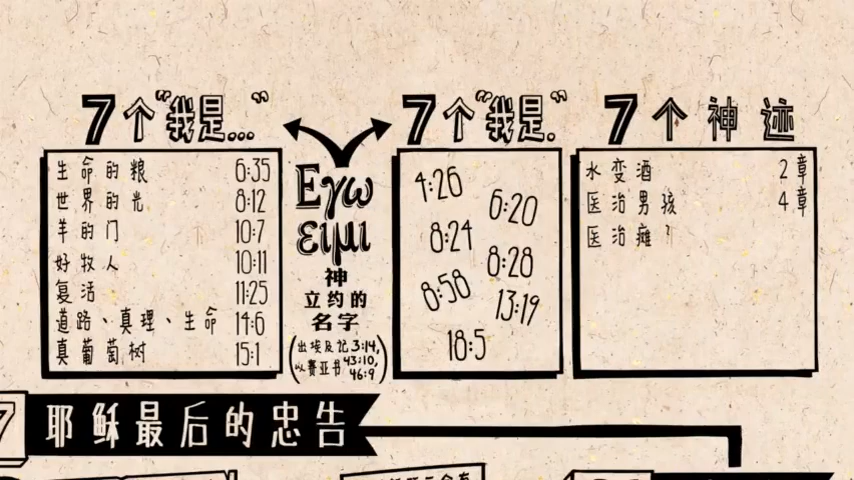 7个“我是...”
生命的粮 6:35
世界的光 8:12
羊的门 10:7
好牧人 10:11
复活 11:25
道路、真理、生命 14:6
真葡萄树 15:1
Εγω
ειμι
神
立约的
名字
(出埃及记3:14,
以赛亚书43:10,
46:9)
7个“我是.”
4:26
6:20
8:24
8:28
8:58
13:19
18:5
7个神迹
水变酒 2章
医治男孩 4章
医治瘫
7 耶稣最后的忠告